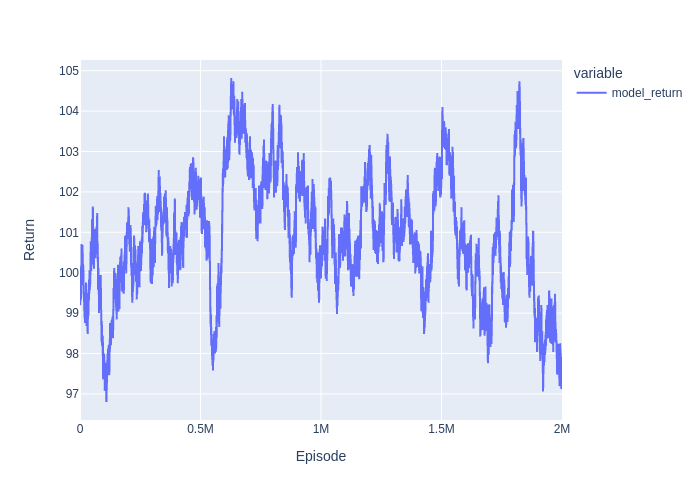 105
104
103
102
101
100
99
98
97
0
0.5M
1M
1.5M
2M
Return
Episode
variable
model_return